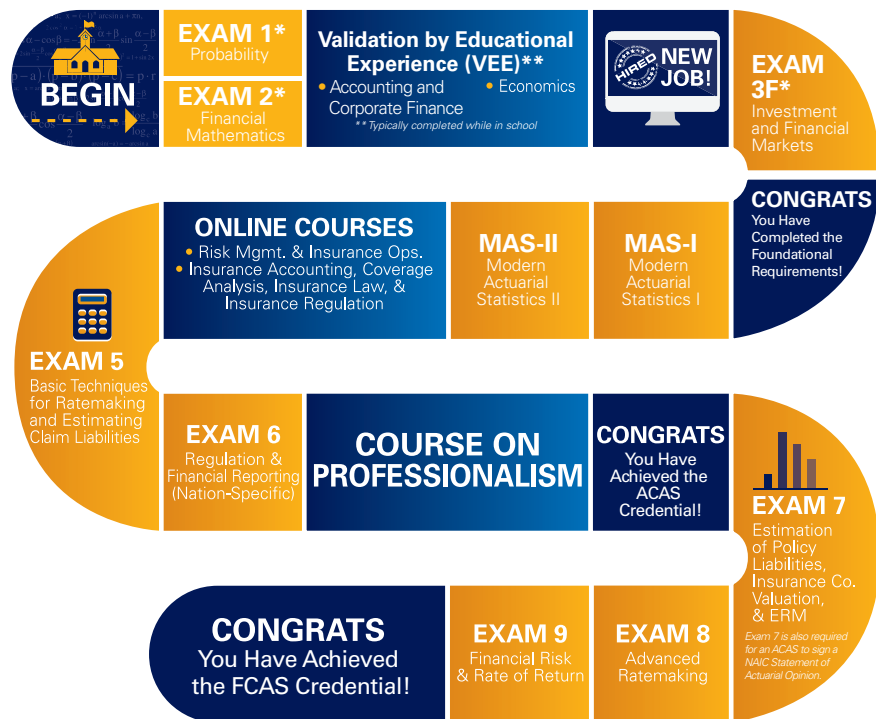 BEGIN
EXAM 1*
Probability
EXAM 2*
Financial
Mathematics
Validation by Educational
Experience (VEE)**
• Accounting and
Corporate Finance
• Economics
** Typically completed while in school
HIRED
NEW
JOB!
EXAM
3F*
Investment
and Financial
Markets
CONGRATS
You Have
Completed the
Foundational
Requirements!
MAS-I
Modern
Actuarial
Statistics I
MAS-II
Modern
Actuarial
Statistics II
ONLINE COURSES
• Risk Mgmt. & Insurance Ops.
• Insurance Accounting, Coverage
Analysis, Insurance Law, &
Insurance Regulation
EXAM 5
Basic Techniques
for Ratemaking
and Estimating
Claim Liabilities
EXAM 6
Regulation &
Financial Reporting
(Nation-Specific)
COURSE ON
PROFESSIONALISM
CONGRATS
You Have
Achieved the
ACAS
Credential!
EXAM 7
Estimation
of Policy
Liabilities,
Insurance Co.
Valuation,
& ERM
Exam 7 is also required
for an ACAS to sign a
NAIC Statement of
Actuarial Opinion.
EXAM 8
Advanced
Ratemaking
EXAM 9
Financial Risk
& Rate of Return
CONGRATS
You Have Achieved
the FCAS Credential!